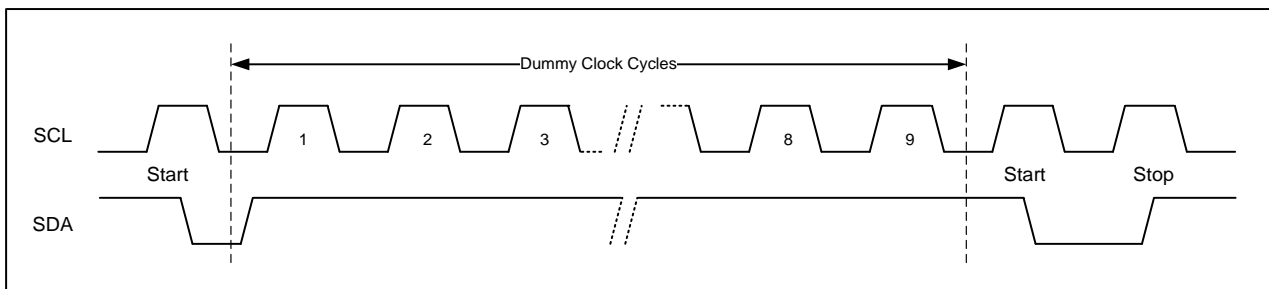 Dummy Clock Cycles
SCL
1 2 3 8 9
Start Start Stop
SDA